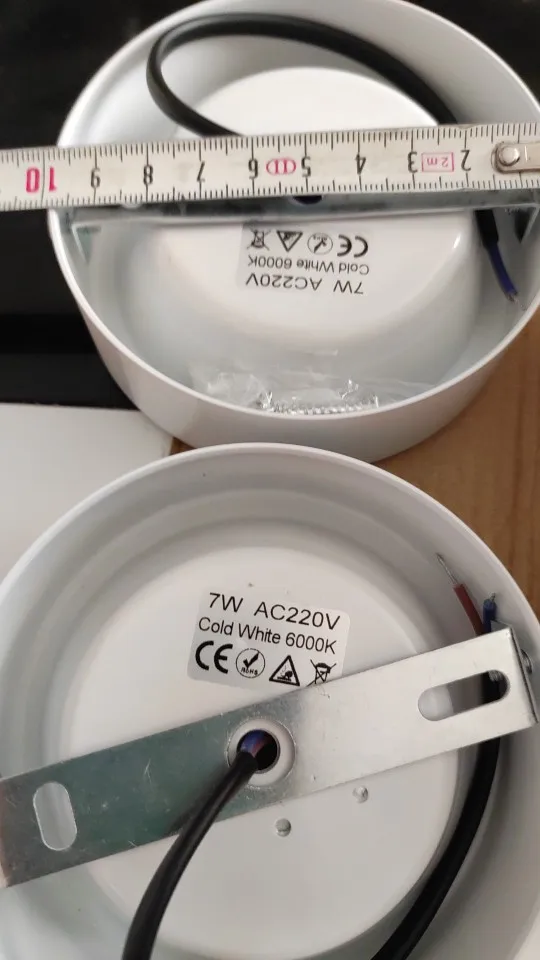 10 9 8 7 6 5 4 3 2m 2
7W AC220V
Cold White 6000K
CE
7W AC220V
Cold White 6000K
CE RoHS